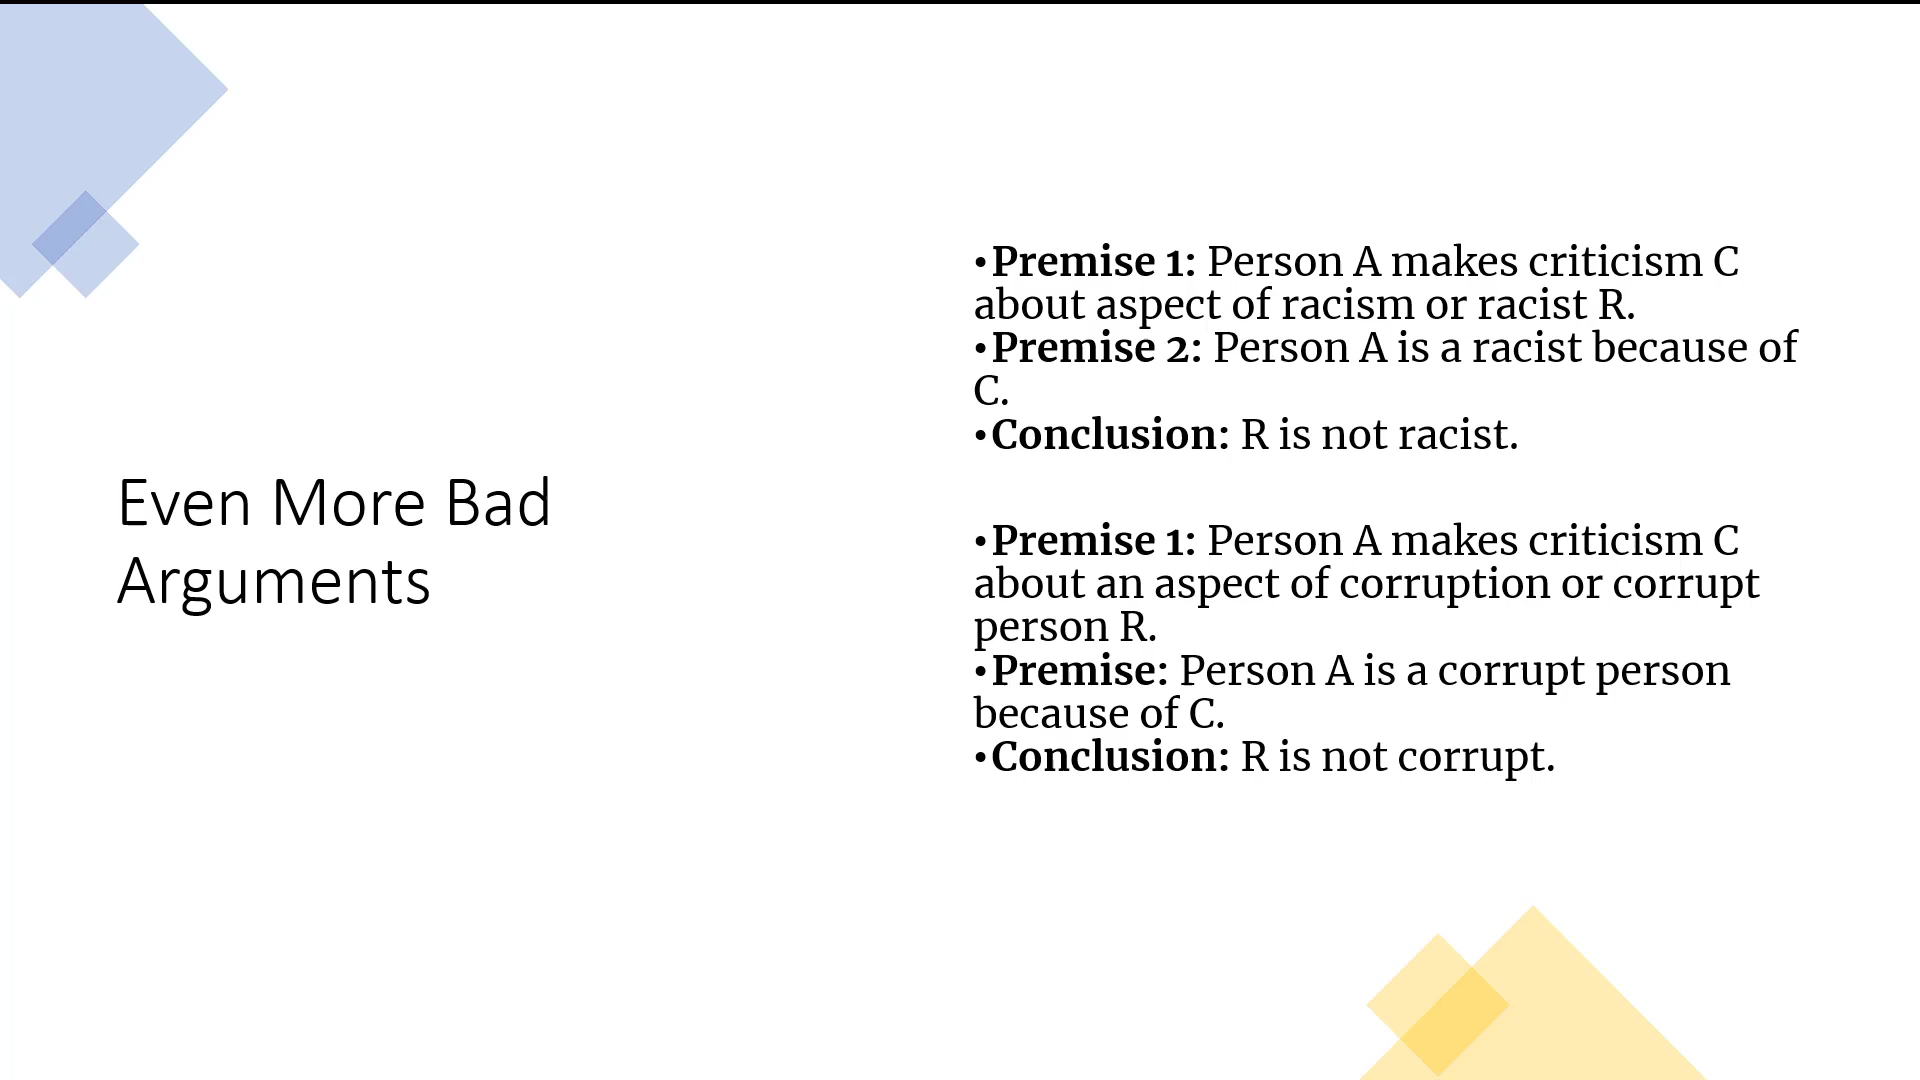 Even More Bad
Arguments
•Premise 1: Person A makes criticism C
about aspect of racism or racist R.
•Premise 2: Person A is a racist because of
C.
•Conclusion: R is not racist.
•Premise 1: Person A makes criticism C
about an aspect of corruption or corrupt
person R.
•Premise: Person A is a corrupt person
because of C.
•Conclusion: R is not corrupt.